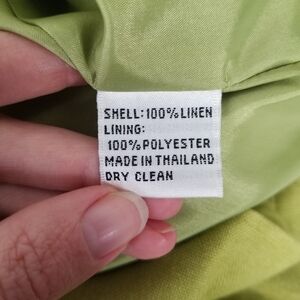 SHELL:100%LINEN
LINING:
100%POLYESTER
MADE IN THAILAND
DRY CLEAN